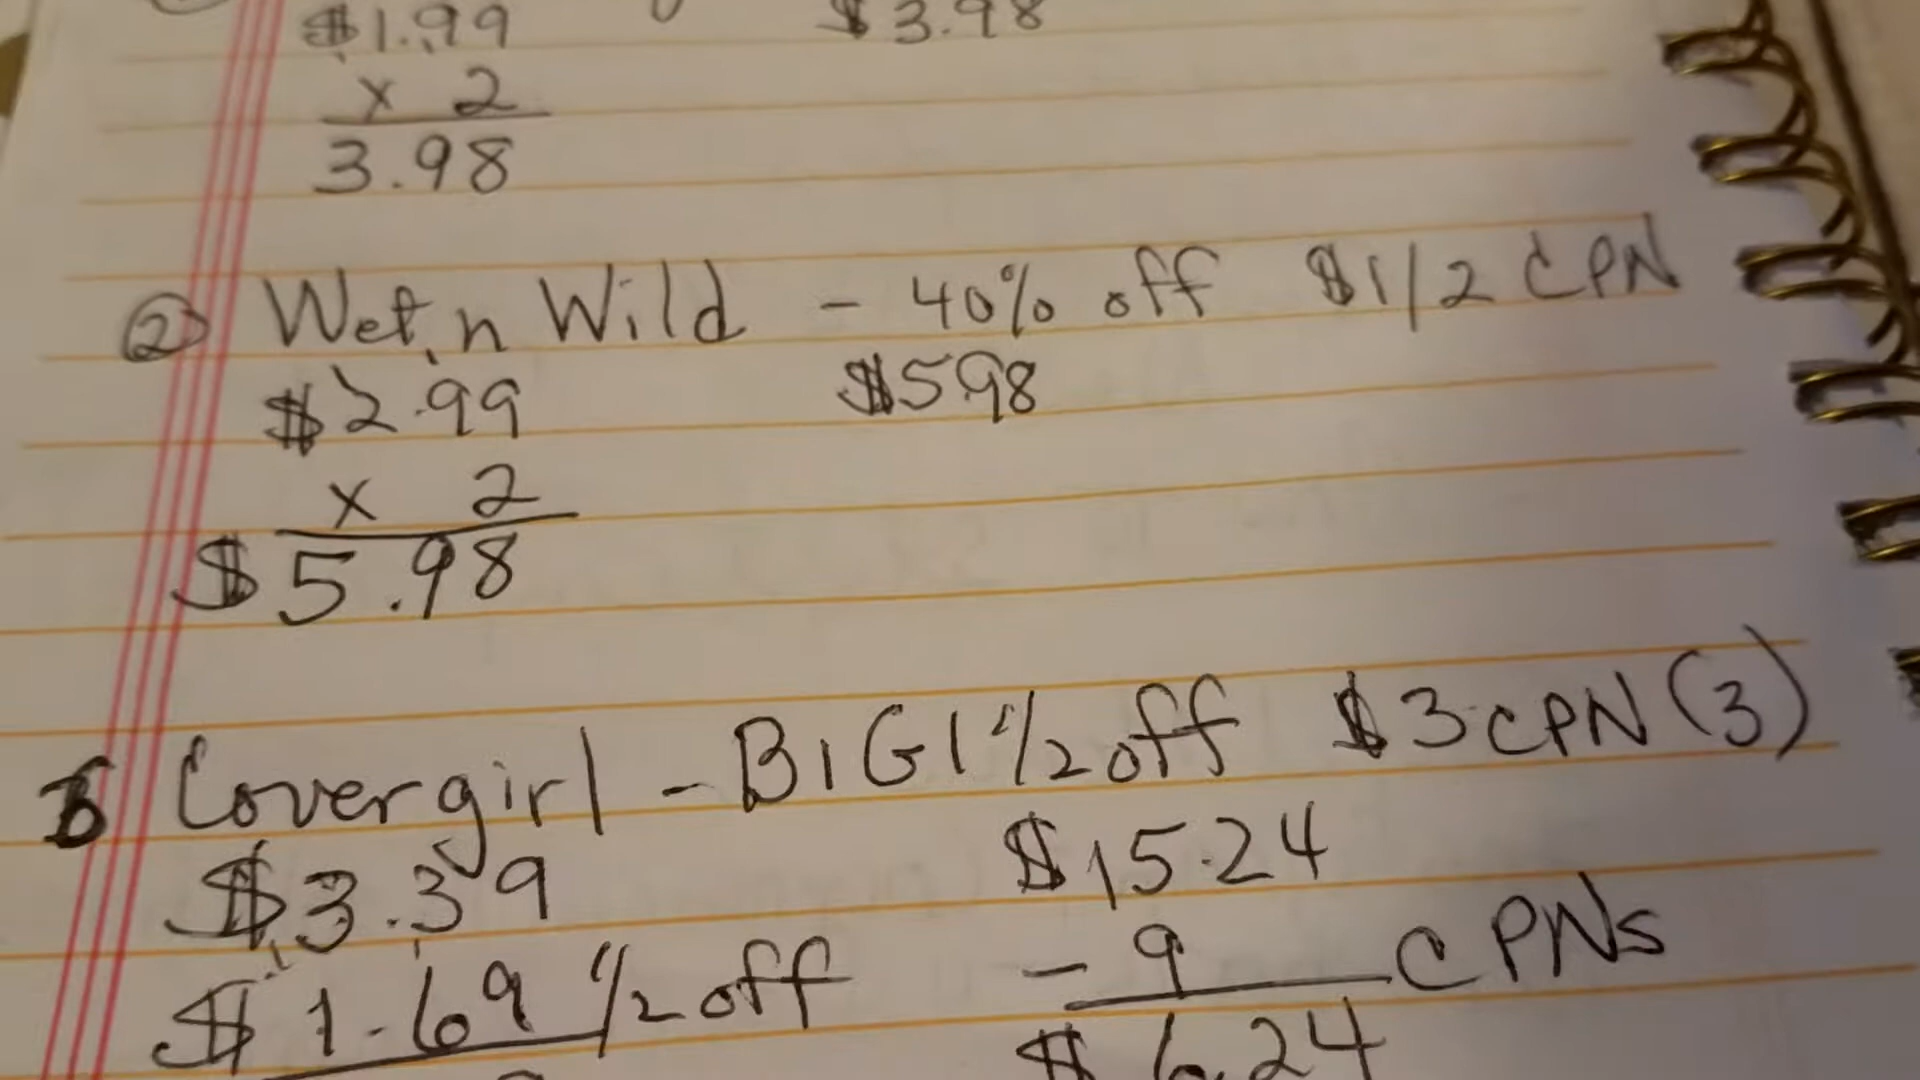 $1.99 $3.98
x 2
3.98
2 Wet n Wild - 40% off $1/2 CPN
$2.99 $5.98
x 2
$5.98
Covergirl - B1G1 1/2 off $3 CPN (3)
$3.39 $15.24
$1.69 1/2 off - 9 CPNs
$6.24